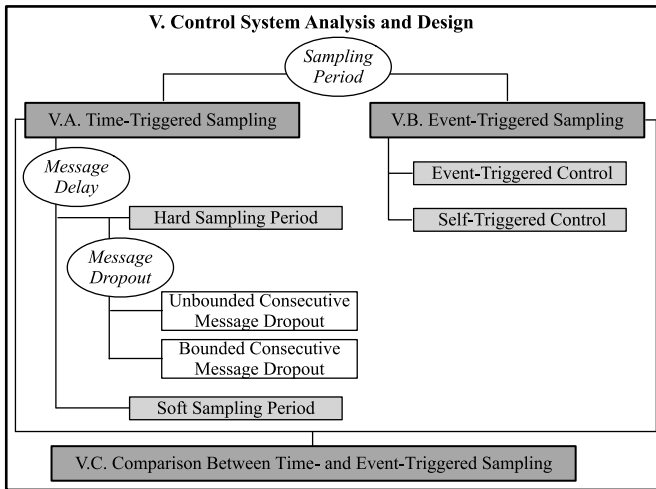 V. Control System Analysis and Design
Sampling
Period
V.A. Time-Triggered Sampling
V.B. Event-Triggered Sampling
Message
Delay
Event-Triggered Control
Hard Sampling Period
Self-Triggered Control
Message
Dropout
Unbounded Consecutive
Message Dropout
Bounded Consecutive
Message Dropout
Soft Sampling Period
V.C. Comparison Between Time- and Event-Triggered Sampling